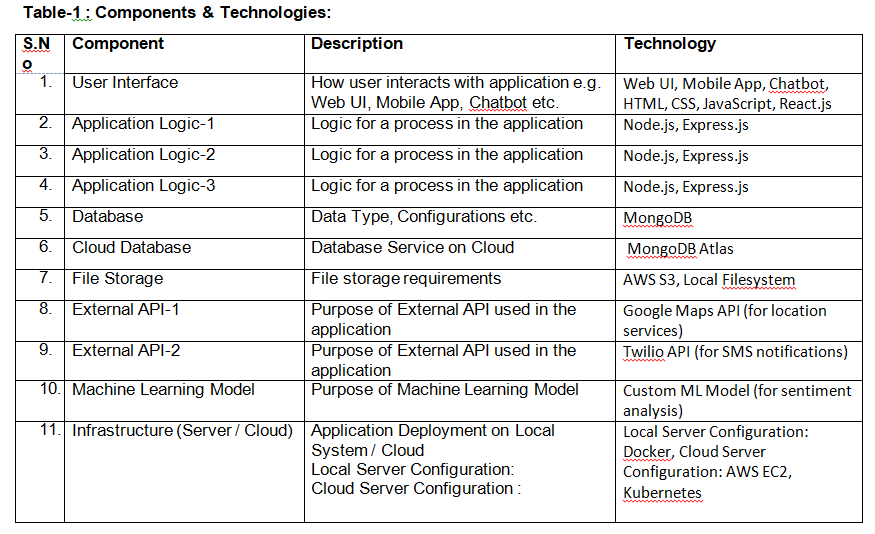 Table-1 : Components & Technologies:
S.N
o
Component
Description
Technology
1.
User Interface
How user interacts with application e.g.
Web UI, Mobile App, Chatbot etc.
Web UI, Mobile App, Chatbot,
HTML, CSS, JavaScript, React.js
2.
Application Logic-1
Logic for a process in the application
Node.js, Express.js
3.
Application Logic-2
Logic for a process in the application
Node.js, Express.js
4.
Application Logic-3
Logic for a process in the application
Node.js, Express.js
5.
Database
Data Type, Configurations etc.
MongoDB
6.
Cloud Database
Database Service on Cloud
MongoDB Atlas
7.
File Storage
File storage requirements
AWS S3, Local Filesystem
8.
External API-1
Purpose of External API used in the
application
Google Maps API (for location
services)
9.
External API-2
Purpose of External API used in the
application
Twilio API (for SMS notifications)
10.
Machine Learning Model
Purpose of Machine Learning Model
Custom ML Model (for sentiment
analysis)
11.
Infrastructure (Server / Cloud)
Application Deployment on Local
System / Cloud
Local Server Configuration:
Cloud Server Configuration :
Local Server Configuration:
Docker, Cloud Server
Configuration: AWS EC2,
Kubernetes